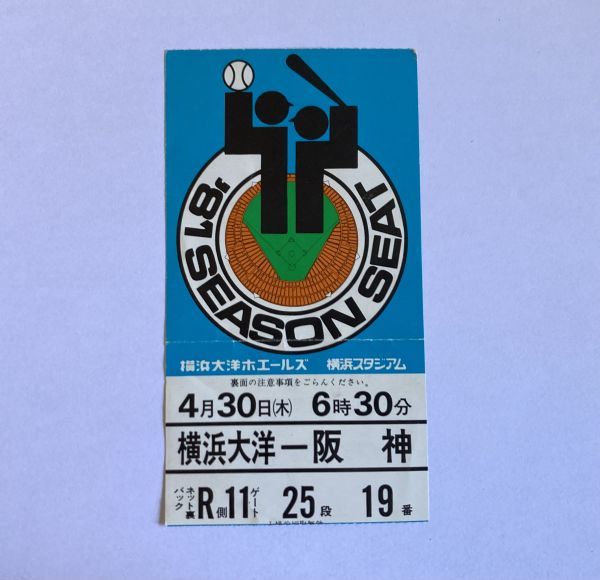 '81 SEASON SEAT
横浜大洋ホエールズ 横浜スタジアム
裏面の注意事項をごらんください。
4月30日(木) 6時30分
横浜大洋ー阪 神
バックネット裏 R側 11ゲート 25段 19番